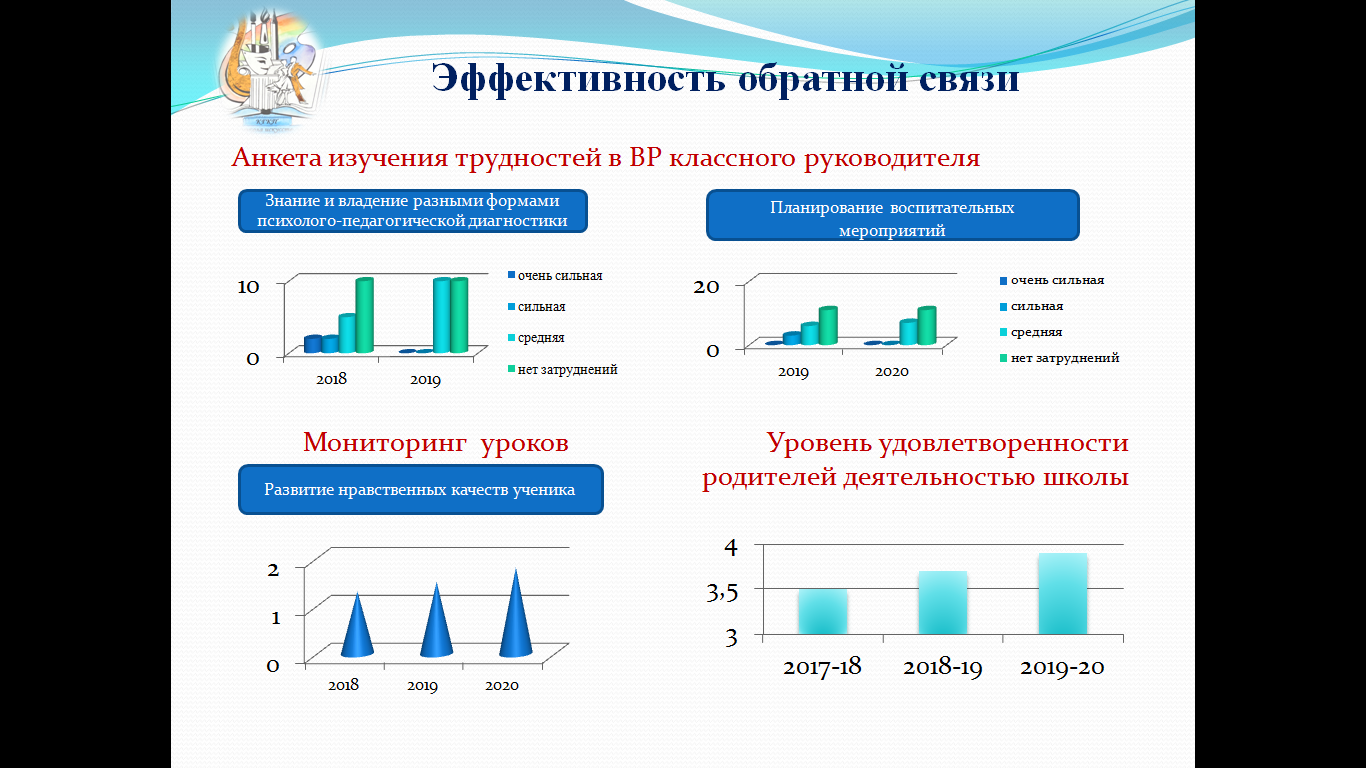 Эффективность обратной связи
Анкета изучения трудностей в ВР классного руководителя
Знание и владение разными формами
психолого-педагогической диагностики
10
0
2018
2019
очень сильная
сильная
средняя
нет затруднений
Планирование воспитательных
мероприятий
20
0
2019
2020
очень сильная
сильная
средняя
нет затруднений
Мониторинг уроков
Развитие нравственных качеств ученика
2
1
0
2018
2019
2020
Уровень удовлетворенности
родителей деятельностью школы
4
3,5
3
2017-18
2018-19
2019-20